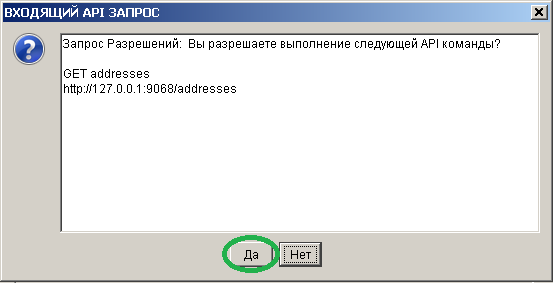 ВХОДЯЩИЙ API ЗАПРОС
Запрос Разрешений:  Вы разрешаете выполнение следующей API команды?
GET addresses
http://127.0.0.1:9068/addresses
Да
Нет